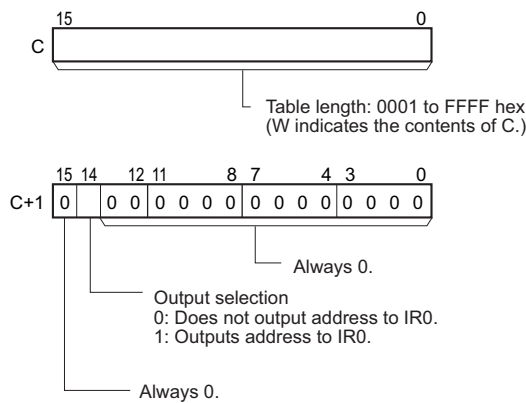 15 0
C
Table length: 0001 to FFFF hex
(W indicates the contents of C.)
15 14 12 11 8 7 4 3 0
C+1 0 0 0 0 0 0 0 0 0 0 0 0 0 0 0
Always 0.
Output selection
0: Does not output address to IR0.
1: Outputs address to IR0.
Always 0.